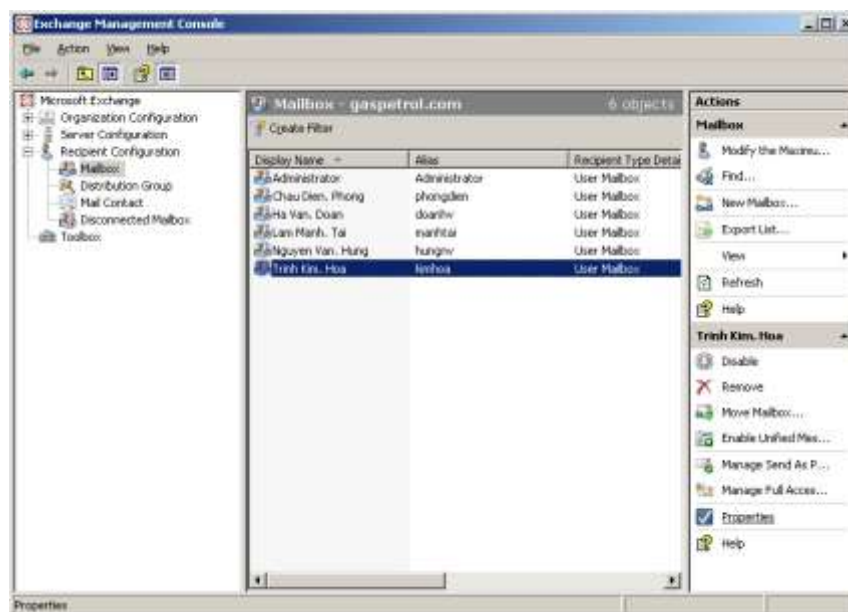 Exchange Management Console
File Action View Help
Microsoft Exchange
Organization Configuration
Server Configuration
Recipient Configuration
Mailbox
Distribution Group
Mail Contact
Disconnected Mailbox
Toolbox
Mailbox - gaspetrol.com 6 objects
Create Filter
Display Name Alias Recipient Type Detai
Administrator Administrator User Mailbox
Chau Dien. Phong phongdien User Mailbox
Ha Van. Doan doanhv User Mailbox
Lam Manh. Tai manhtai User Mailbox
Nguyen Van. Hung hungnv User Mailbox
Trinh Kim. Hoa kimhoa User Mailbox
Actions
Mailbox
Modify the Maximu...
Find...
New Mailbox...
Export List...
View
Refresh
Help
Trinh Kim. Hoa
Disable
Remove
Move Mailbox...
Enable Unified Mes...
Manage Send As P...
Manage Full Acces...
Properties
Help
Properties